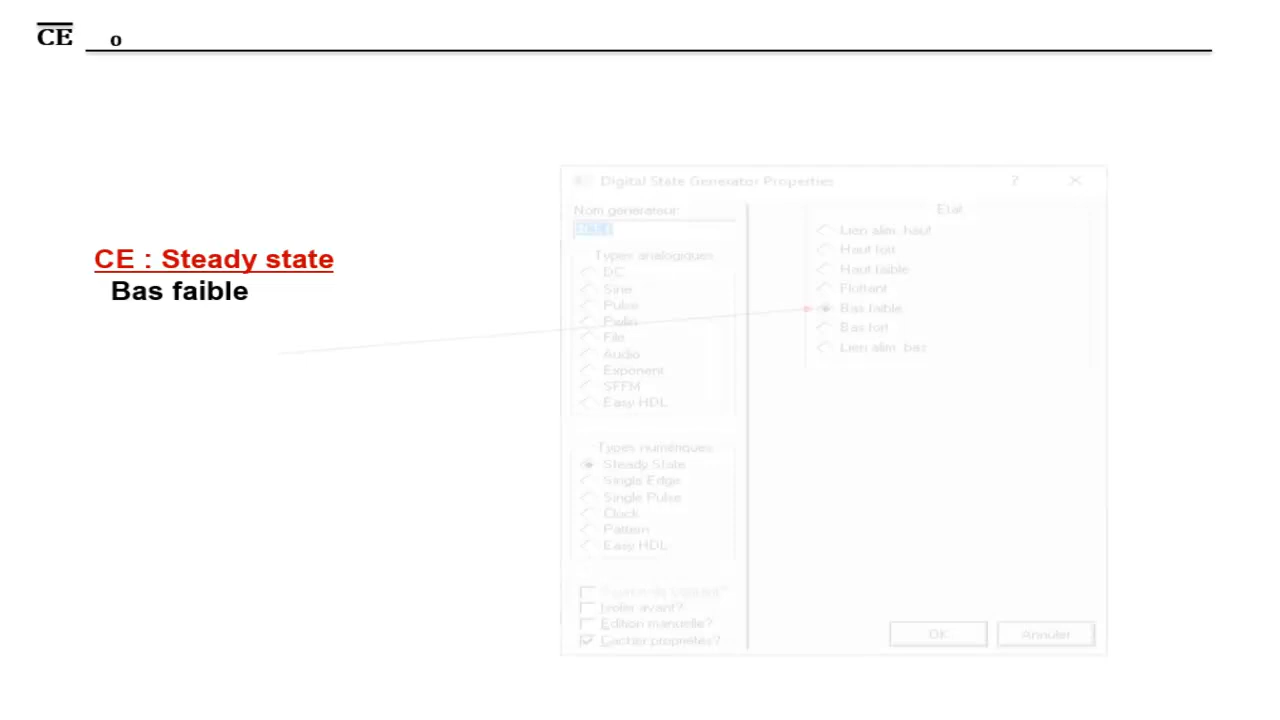 CE o
CE : Steady state
Bas faible
Digital State Generator Properties ? ×
Nom générateur:
Types analogiques
DC
Sine
Pulse
Pwlin
File
Audio
Exponent
SFFM
Easy HDL
Types numériques
Steady State
Single Edge
Single Pulse
Clock
Pattern
Easy HDL
Isoler avant?
Edition manuelle?
Cacher propriétés?
Etat
Lien alim. haut
Haut fort
Haut faible
Flottant
Bas faible
Bas fort
Lien alim. bas
OK Annuler